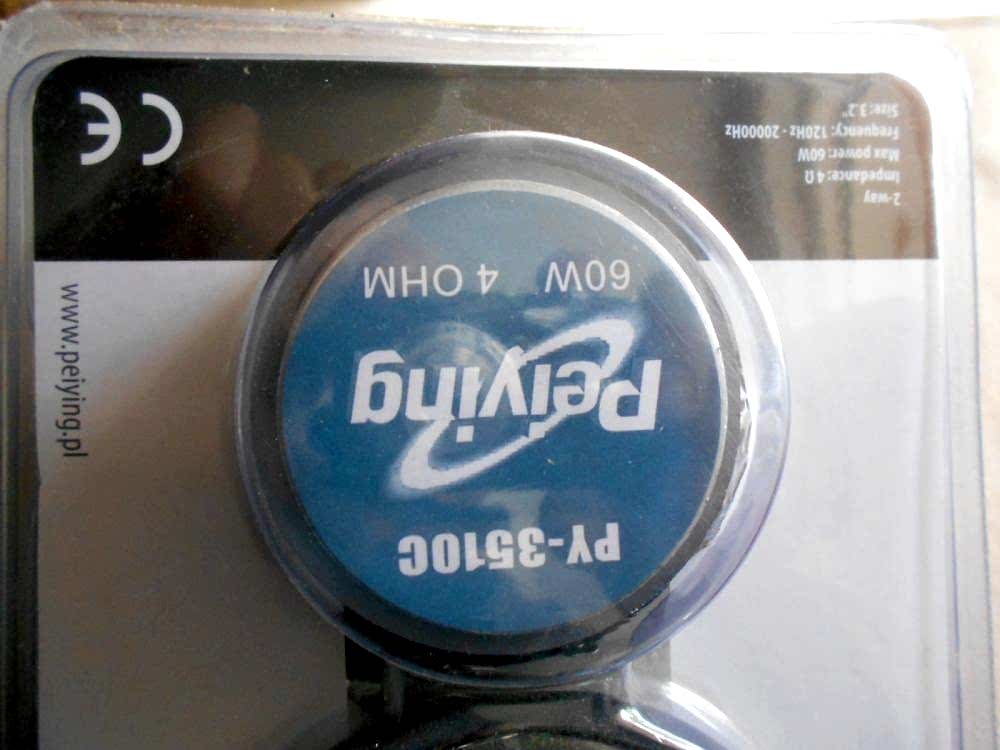 2-way
Impedance: 4 Ω
Max power: 60W
Frequency: 120Hz - 20000Hz
Size: 3.2"
CE
www.peiying.pl
PY-3510C
Peiying
60W 4 OHM